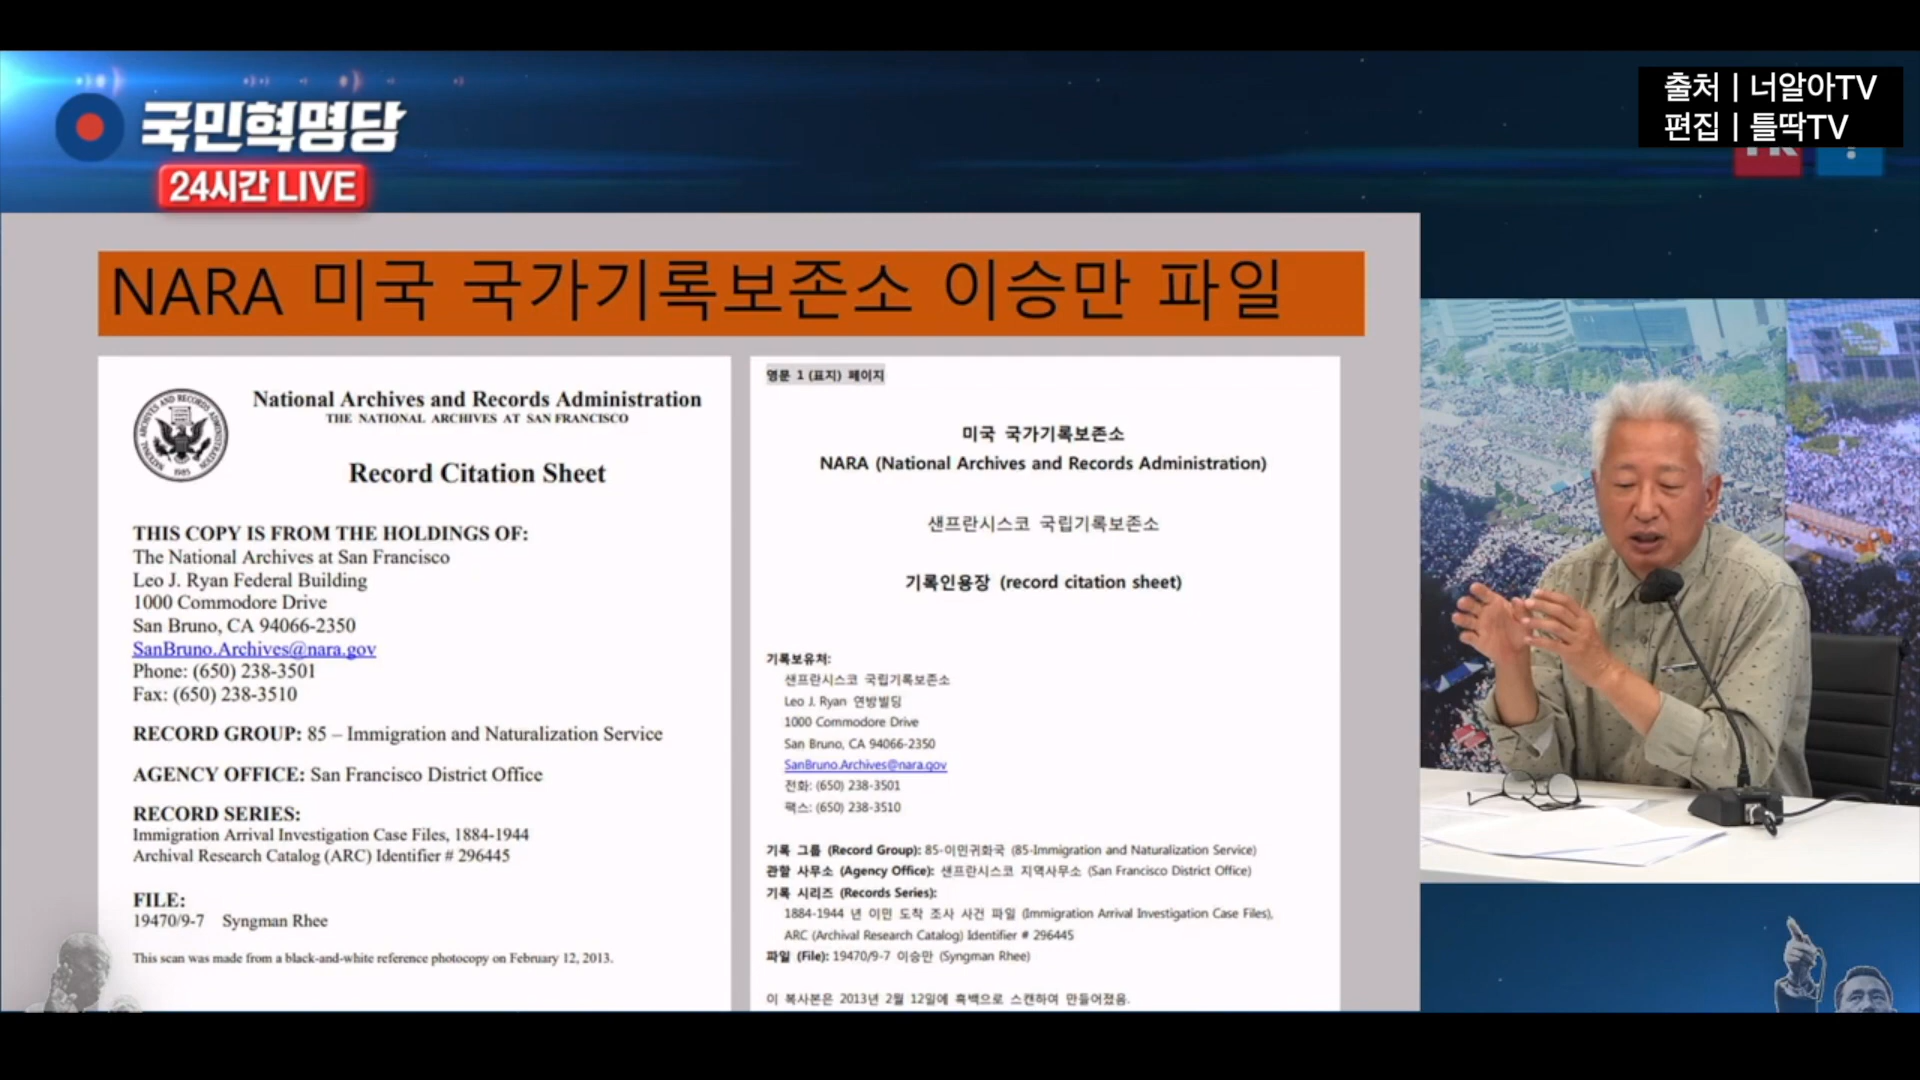 국민혁명당
24시간 LIVE
출처 | 너알아TV
편집 | 틀딱TV
NARA 미국 국가기록보존소 이승만 파일
National Archives and Records Administration
THE NATIONAL ARCHIVES AT SAN FRANCISCO
Record Citation Sheet
THIS COPY IS FROM THE HOLDINGS OF:
The National Archives at San Francisco
Leo J. Ryan Federal Building
1000 Commodore Drive
San Bruno, CA 94066-2350
SanBruno.Archives@nara.gov
Phone: (650) 238-3501
Fax: (650) 238-3510
RECORD GROUP: 85 – Immigration and Naturalization Service
AGENCY OFFICE: San Francisco District Office
RECORD SERIES:
Immigration Arrival Investigation Case Files, 1884-1944
Archival Research Catalog (ARC) Identifier # 296445
FILE:
19470/9-7 Syngman Rhee
This scan was made from a black-and-white reference photocopy on February 12, 2013.
영문 1 (표지) 페이지
미국 국가기록보존소
NARA (National Archives and Records Administration)
샌프란시스코 국립기록보존소
기록인용장 (record citation sheet)
기록보유처:
샌프란시스코 국립기록보존소
Leo J. Ryan 연방빌딩
1000 Commodore Drive
San Bruno, CA 94066-2350
SanBruno.Archives@nara.gov
전화: (650) 238-3501
팩스: (650) 238-3510
기록 그룹 (Record Group): 85-이민귀화국 (85-Immigration and Naturalization Service)
관할 사무소 (Agency Office): 샌프란시스코 지역사무소 (San Francisco District Office)
기록 시리즈 (Records Series):
1884-1944 년 이민 도착 조사 사건 파일 (Immigration Arrival Investigation Case Files),
ARC (Archival Research Catalog) Identifier # 296445
파일 (File): 19470/9-7 이승만 (Syngman Rhee)
이 복사본은 2013년 2월 12일에 흑백으로 스캔하여 만들어졌음.